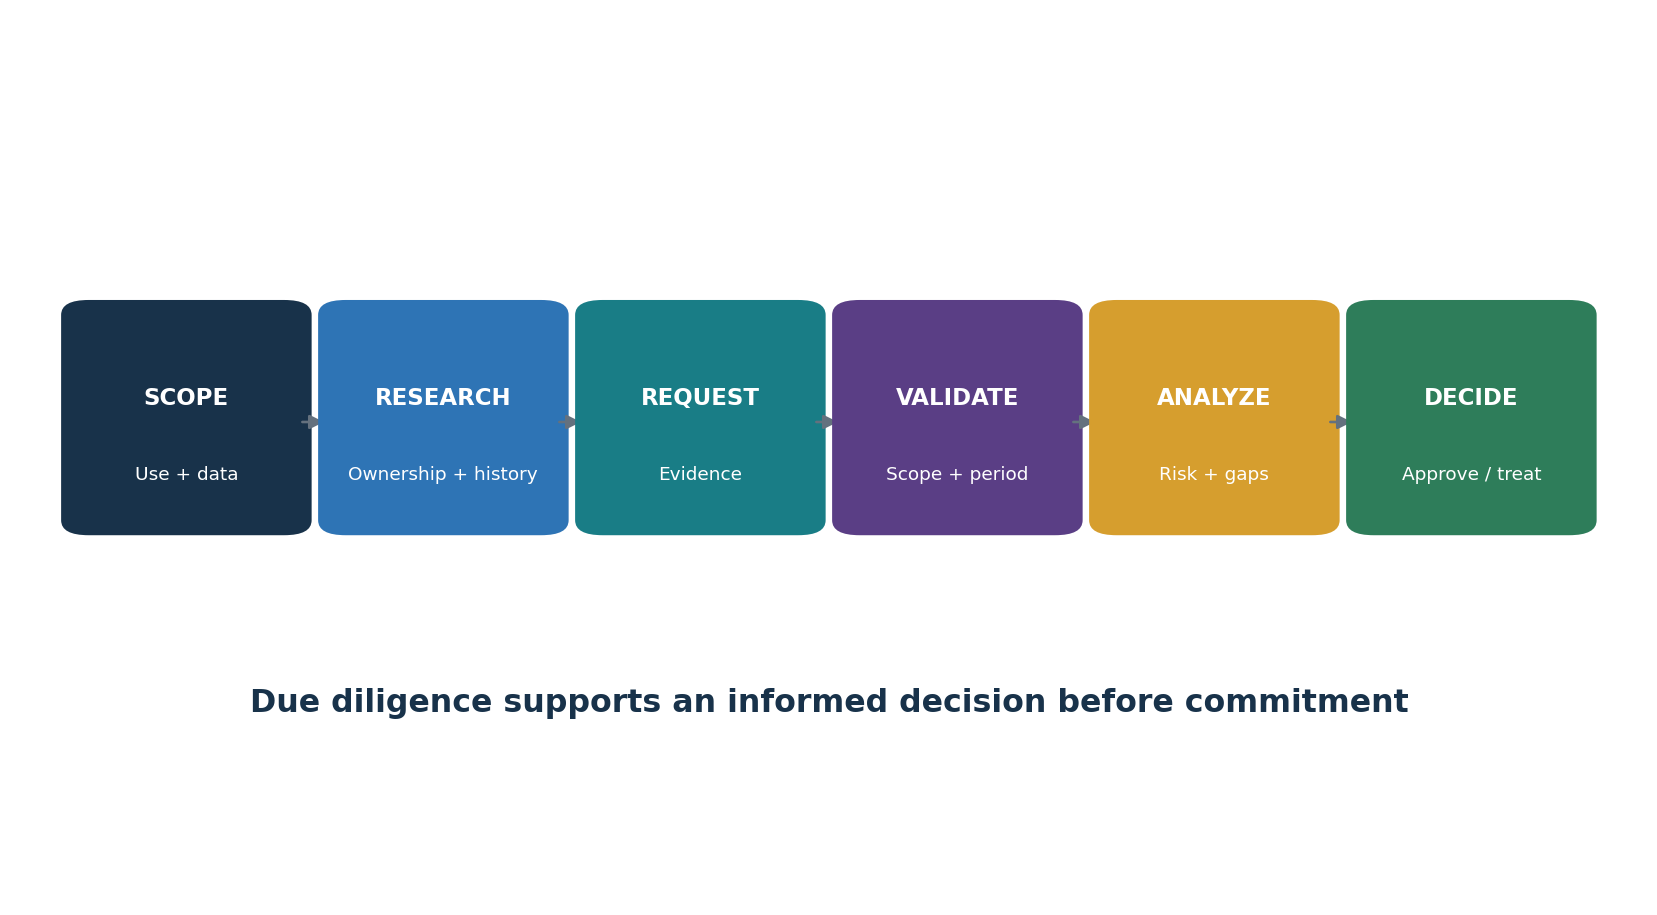 SCOPE
Use + data
RESEARCH
Ownership + history
REQUEST
Evidence
VALIDATE
Scope + period
ANALYZE
Risk + gaps
DECIDE
Approve / treat
Due diligence supports an informed decision before commitment